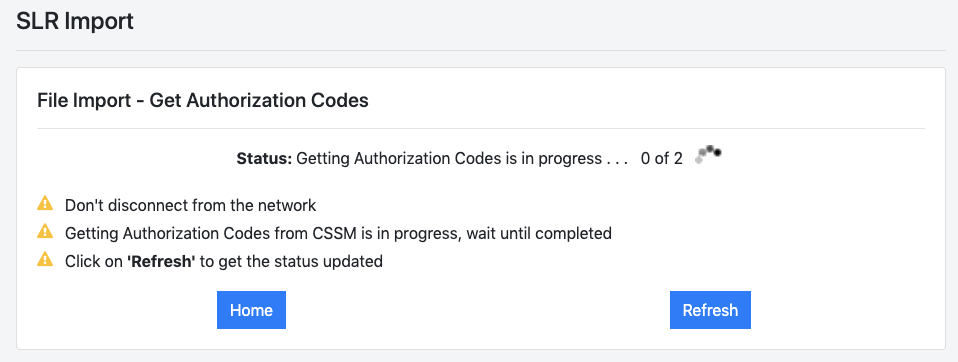 SLR Import
File Import - Get Authorization Codes
Status: Getting Authorization Codes is in progress . . . 0 of 2
Don't disconnect from the network
Getting Authorization Codes from CSSM is in progress, wait until completed
Click on 'Refresh' to get the status updated
Home Refresh